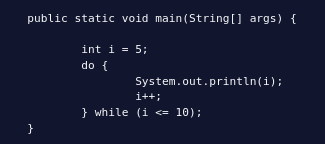 public static void main(String[] args) {
int i = 5;
do {
System.out.println(i);
i++;
} while (i <= 10);
}